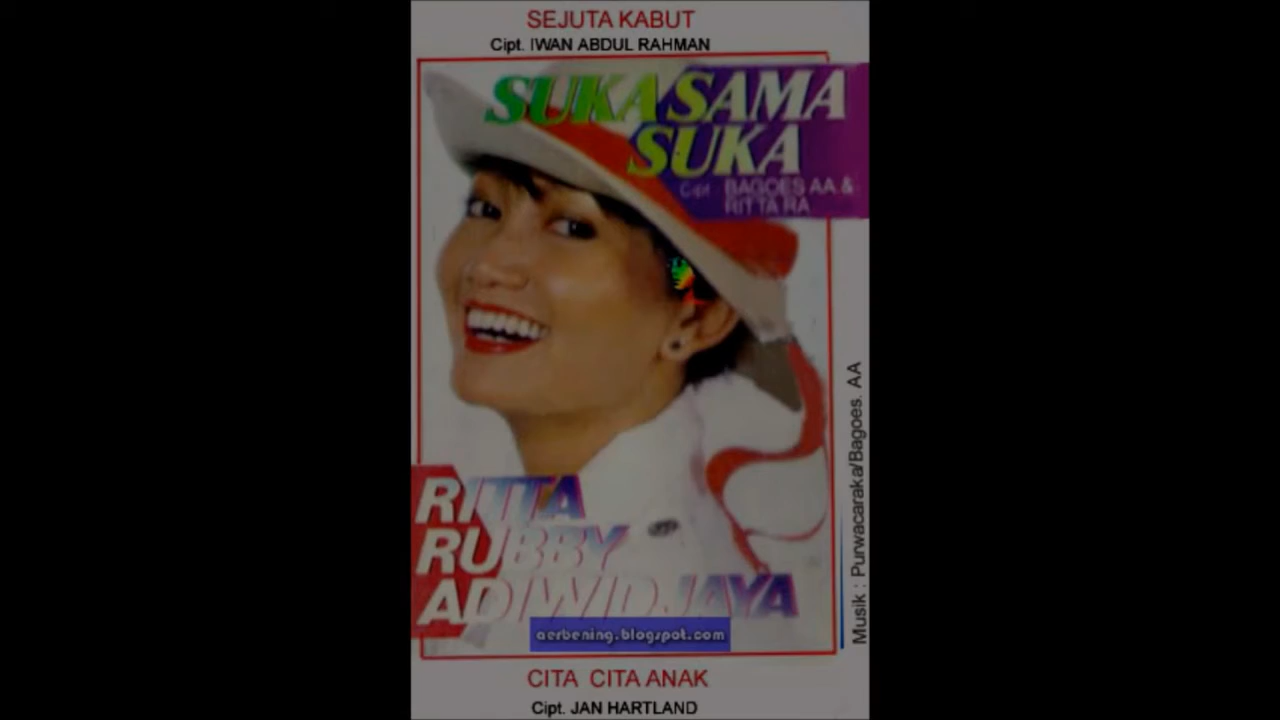 SEJUTA KABUT
Cipt. IWAN ABDUL RAHMAN
SUKA SAMA
SUKA
Cipt BAGOES AA &
RITTA RA
Musik : Purwacaraka/Bagoes. AA
RITTA
RUBBY
ADIWIDJAYA
aerbening.blogspot.com
CITA CITA ANAK
Cipt. JAN HARTLAND